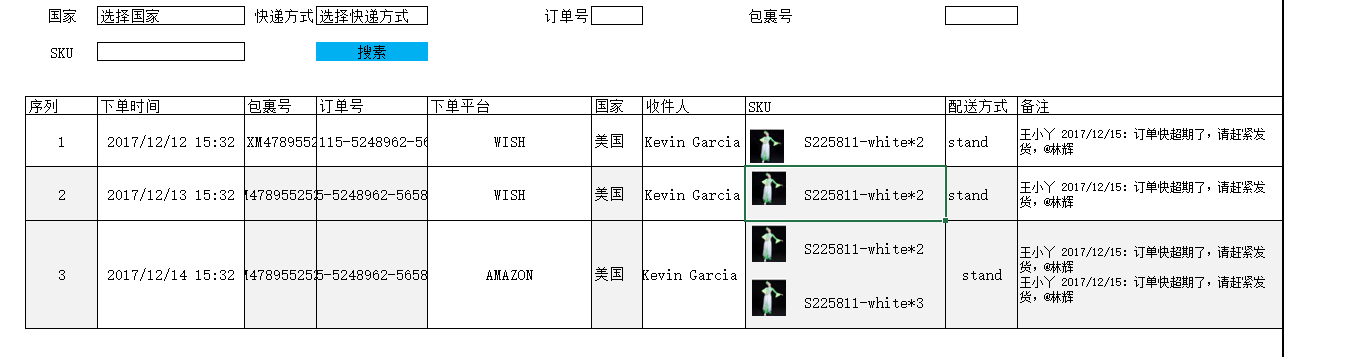 国家 选择国家 快递方式 选择快递方式 订单号 包裹号
SKU 搜素
序列 下单时间 包裹号 订单号 下单平台 国家 收件人 SKU 配送方式 备注
1 2017/12/12 15:32 XM4789552 115-5248962-56 WISH 美国 Kevin Garcia S225811-white*2 stand 王小丫 2017/12/15: 订单快超期了，请赶紧发
货，@林辉
2 2017/12/13 15:32 M478955252 5-5248962-5658 WISH 美国 Kevin Garcia S225811-white*2 stand 王小丫 2017/12/15: 订单快超期了，请赶紧发
货，@林辉
3 2017/12/14 15:32 M478955252 5-5248962-5658 AMAZON 美国 Kevin Garcia S225811-white*2 stand 王小丫 2017/12/15: 订单快超期了，请赶紧发
货，@林辉
王小丫 2017/12/15: 订单快超期了，请赶紧发
货，@林辉
S225811-white*3